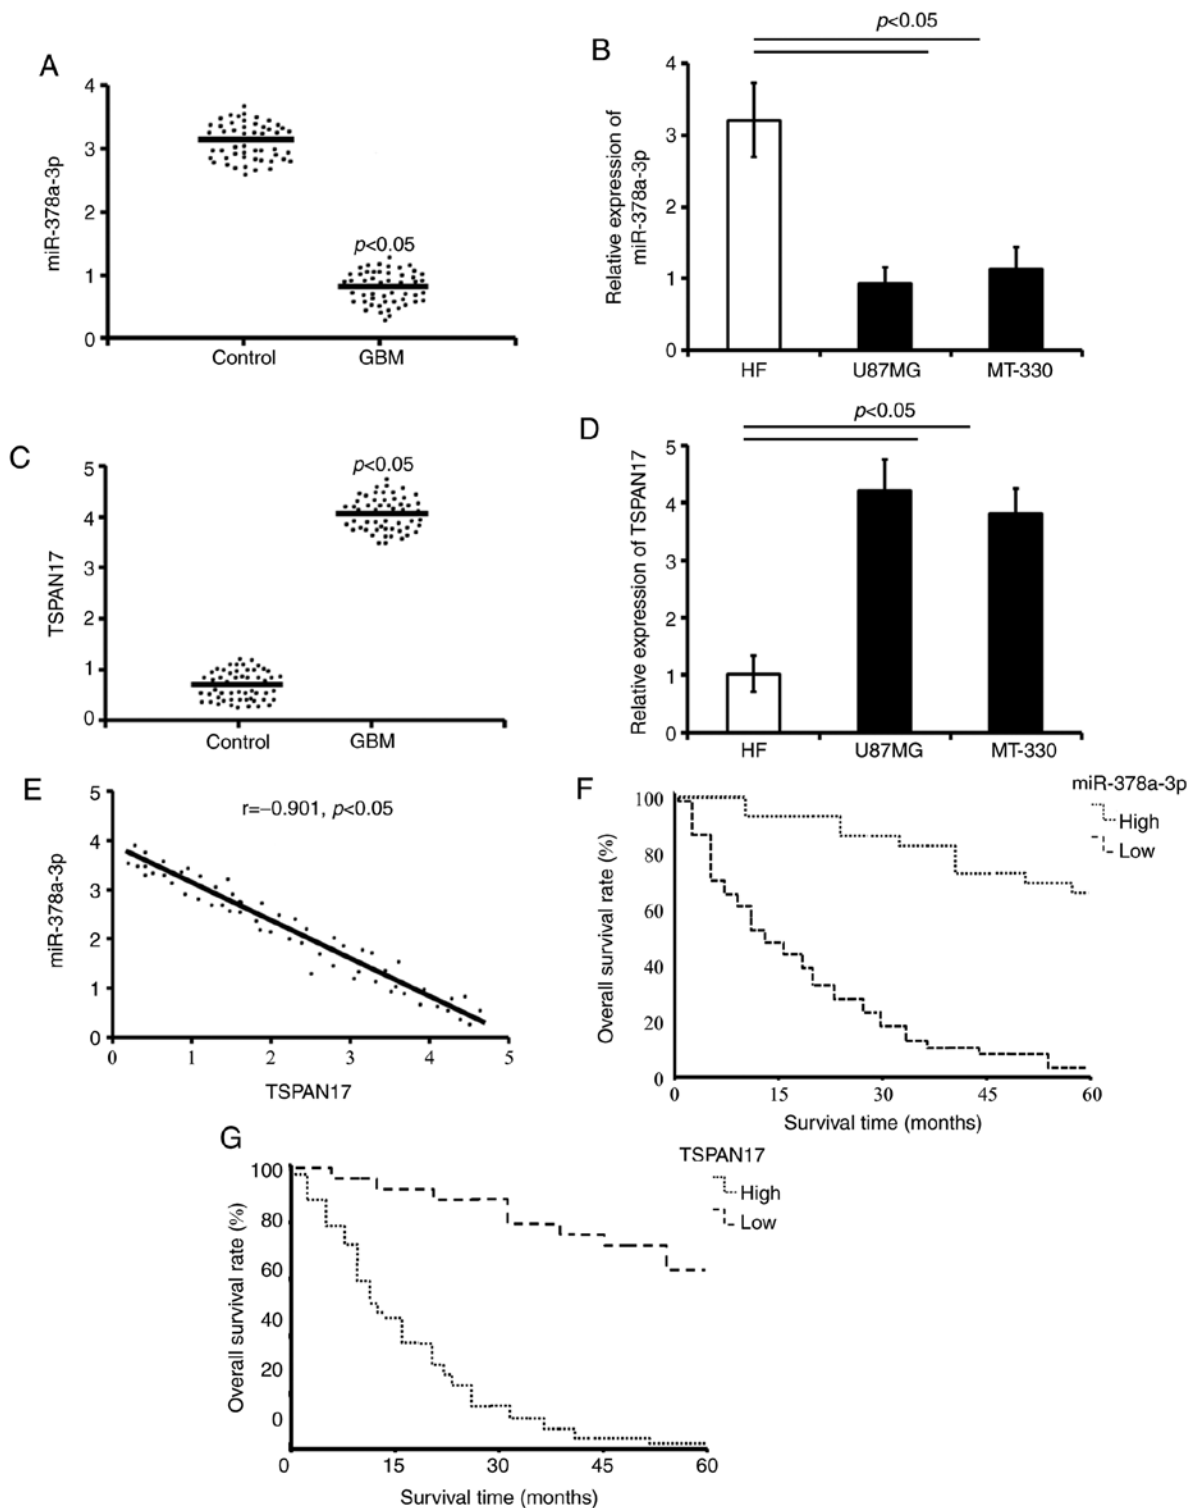 A
4
3
2
1
0
miR-378a-3p
p<0.05
Control GBM
B
p<0.05
4
3
2
1
0
Relative expression of
miR-378a-3p
HF U87MG MT-330
C
5
4
3
2
1
0
TSPAN17
p<0.05
Control GBM
D
p<0.05
5
4
3
2
1
0
Relative expression of TSPAN17
HF U87MG MT-330
E
r=−0.901, p<0.05
5
4
3
2
1
0
miR-378a-3p
0 1 2 3 4 5
TSPAN17
F
miR-378a-3p
High
Low
100
80
60
40
20
0
Overall survival rate (%)
0 15 30 45 60
Survival time (months)
G
TSPAN17
High
Low
100
80
60
40
20
0
Overall survival rate (%)
0 15 30 45 60
Survival time (months)